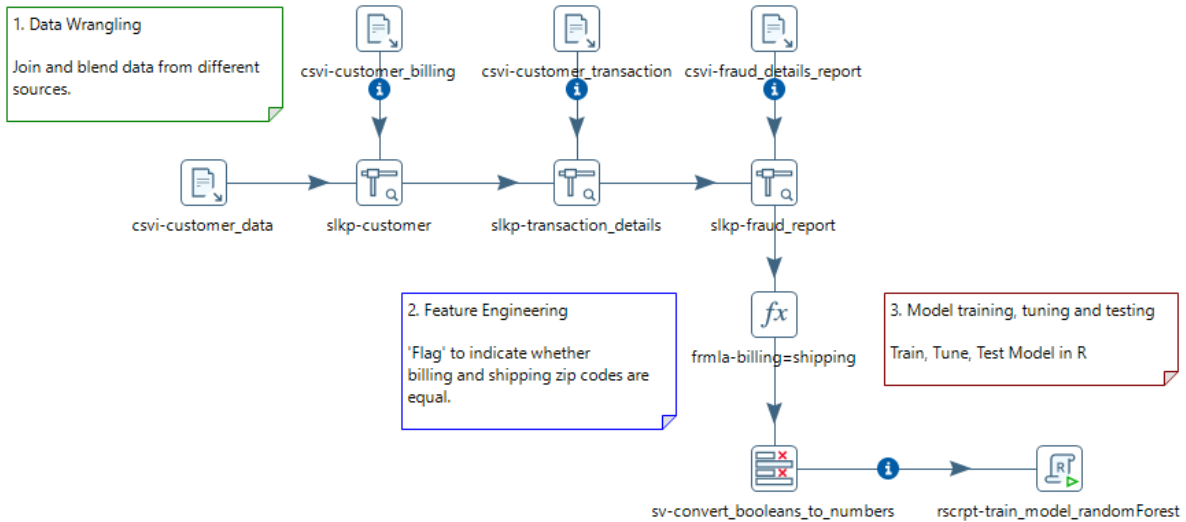 1. Data Wrangling
Join and blend data from different
sources.
csvi-customer_billing
csvi-customer_transaction
csvi-fraud_details_report
csvi-customer_data
slkp-customer
slkp-transaction_details
slkp-fraud_report
2. Feature Engineering
'Flag' to indicate whether
billing and shipping zip codes are
equal.
fx
frmla-billing=shipping
3. Model training, tuning and testing
Train, Tune, Test Model in R
R
sv-convert_booleans_to_numbers
rscrpt-train_model_randomForest